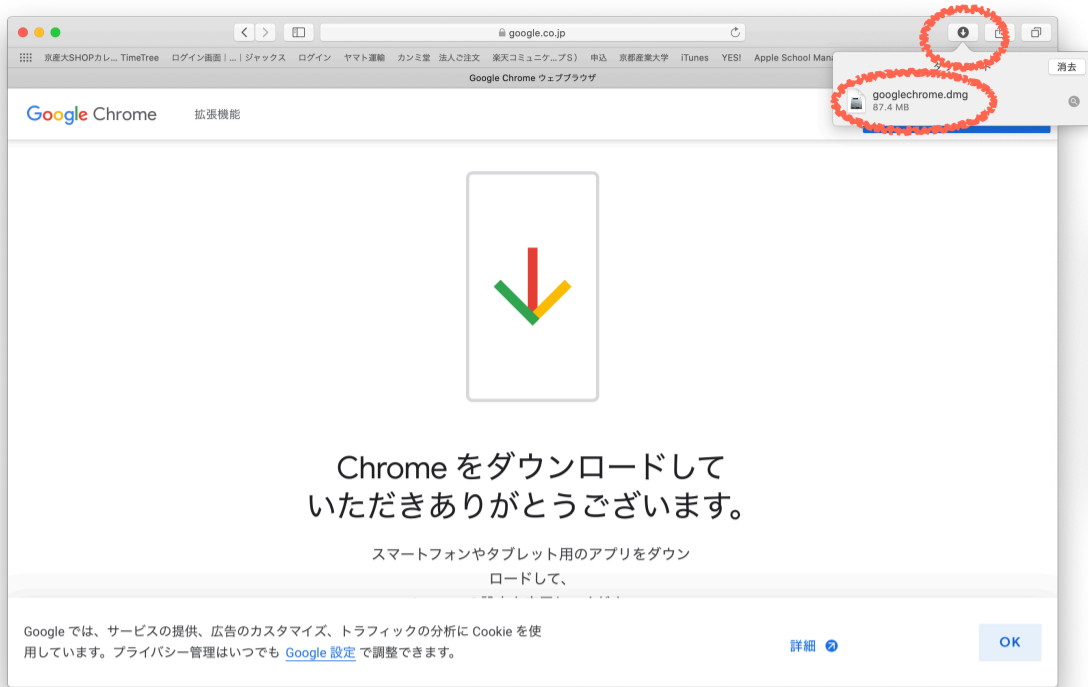 google.co.jp
京産大SHOPカレ... TimeTree ログイン画面｜...｜ジャックス ログイン ヤマト運輸 カンミ堂 法人ご注文 楽天コミュニケ...プS） 申込 京都産業大学 iTunes YES! Apple School Mana
消去
Google Chrome ウェブブラウザ
googlechrome.dmg
87.4 MB
Google Chrome 拡張機能
Chrome をダウンロードして
いただきありがとうございます。
スマートフォンやタブレット用のアプリをダウン
ロードして、
Google では、サービスの提供、広告のカスタマイズ、トラフィックの分析に Cookie を使
用しています。プライバシー管理はいつでも Google 設定 で調整できます。
詳細
OK